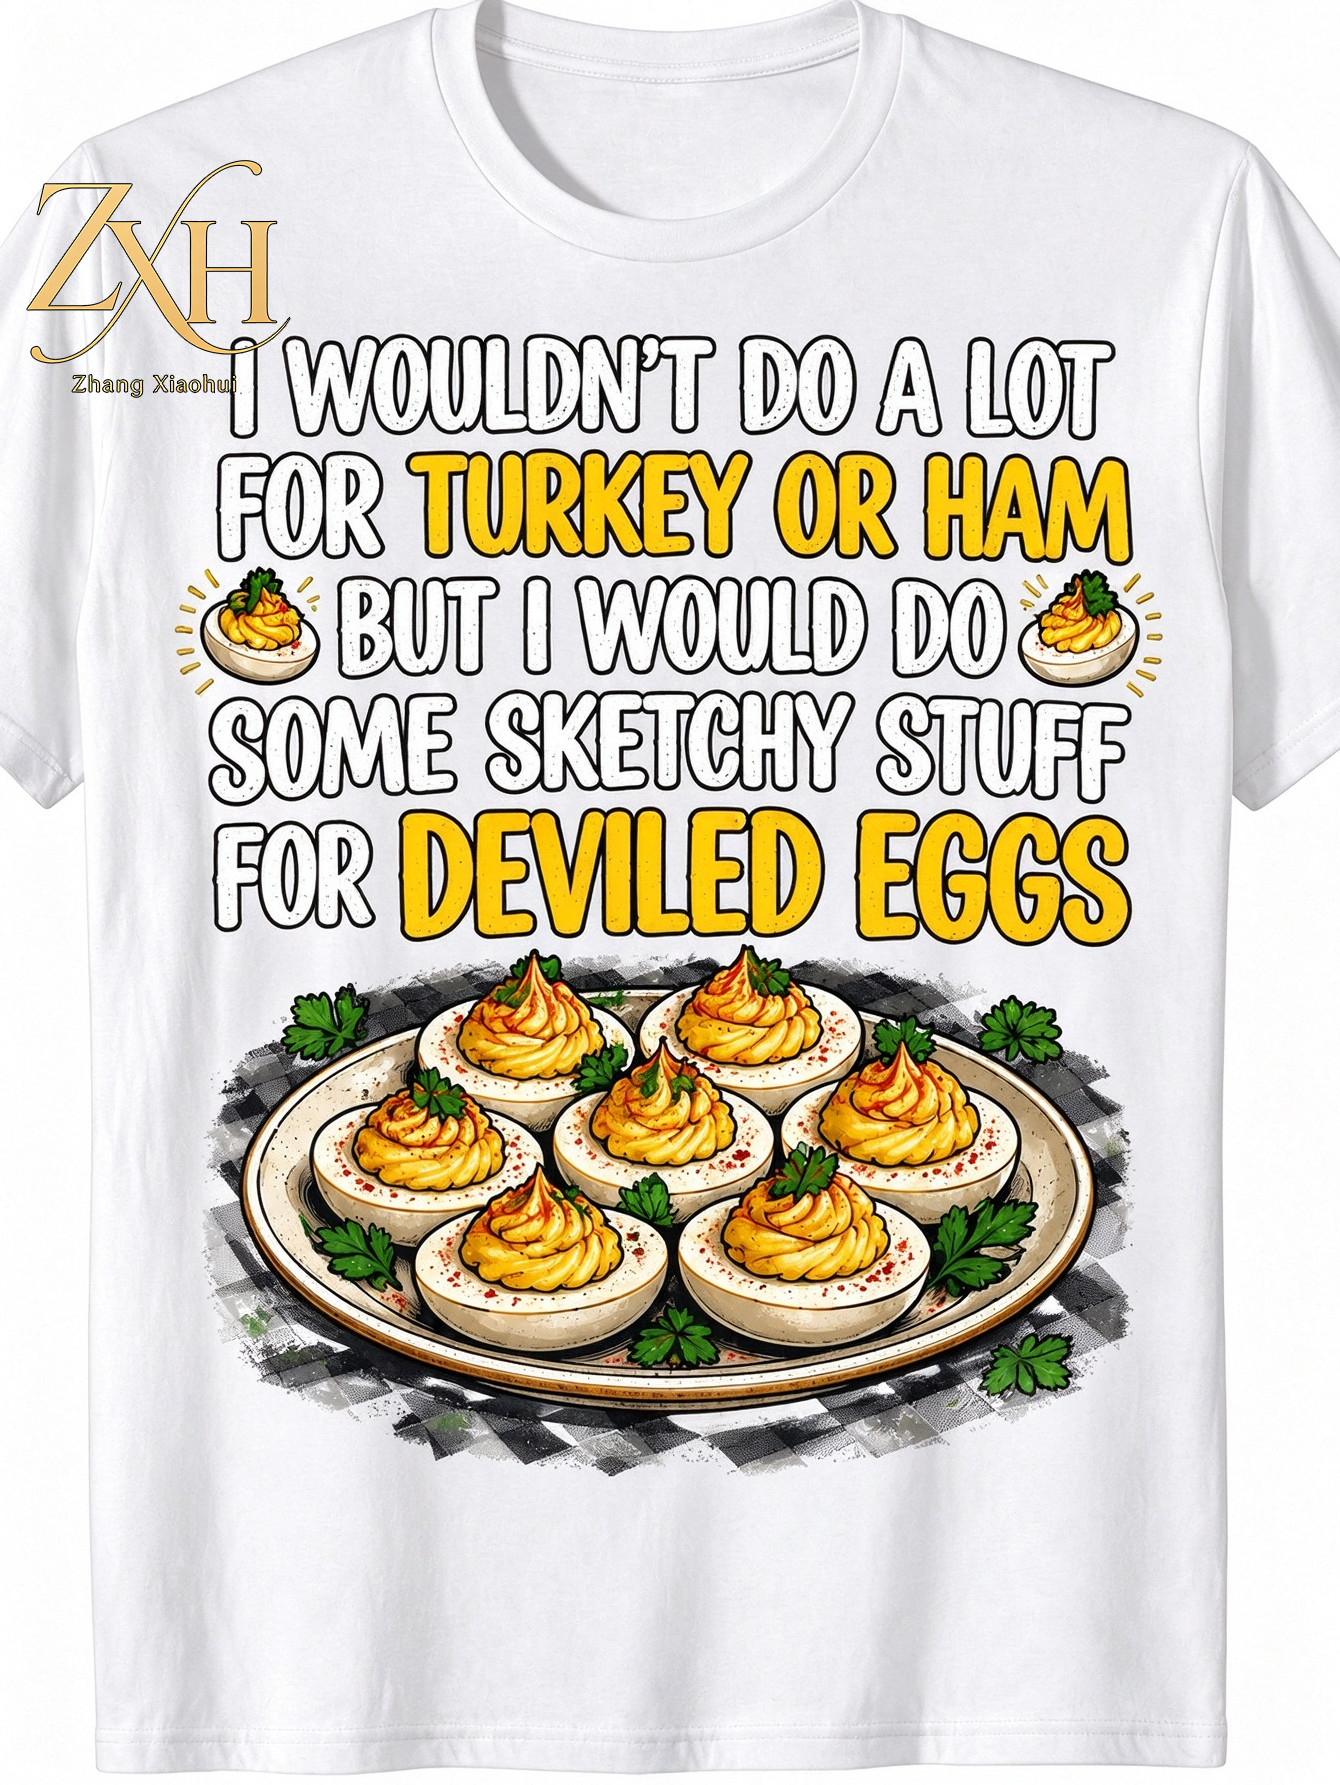 ZXH
Zhang Xiaohui
I WOULDN'T DO A LOT
FOR TURKEY OR HAM
BUT I WOULD DO
SOME SKETCHY STUFF
FOR DEVILED EGGS